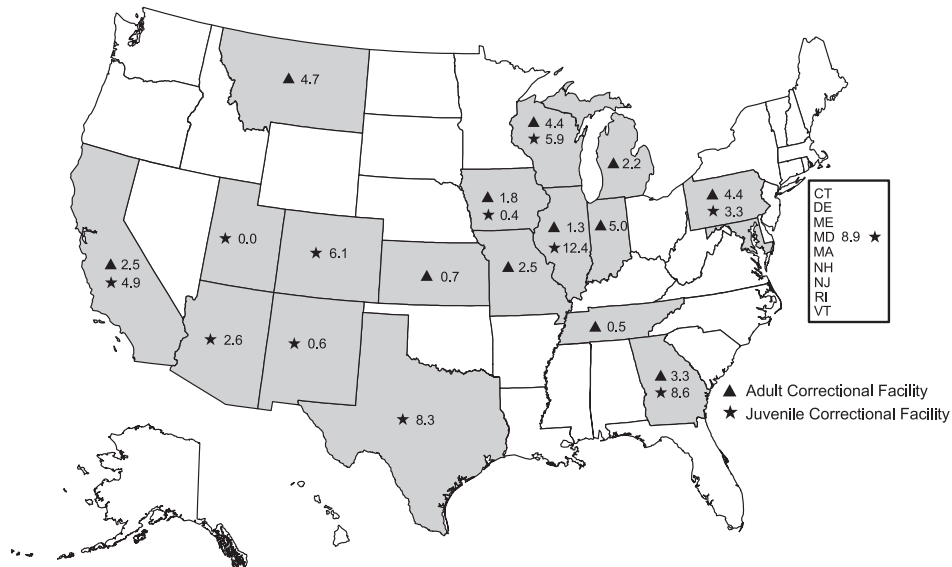 ▲ 4.7
▲ 4.4
★ 5.9
▲ 2.2
▲ 1.8
★ 0.4
▲ 1.3
★ 12.4
▲ 5.0
▲ 4.4
★ 3.3
CT
DE
ME
MD 8.9 ★
MA
NH
NJ
RI
VT
★ 0.0
★ 6.1
▲ 2.5
★ 4.9
▲ 0.7
▲ 2.5
★ 2.6
★ 0.6
▲ 0.5
▲ 3.3
★ 8.6
★ 8.3
▲ Adult Correctional Facility
★ Juvenile Correctional Facility